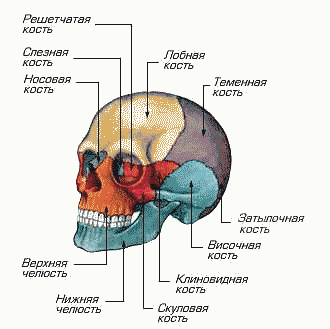 Решетчатая
кость
Слезная
кость
Носовая
кость
Лобная
кость
Теменная
кость
Затылочная
кость
Височная
кость
Клиновидная
кость
Скуловая
кость
Верхняя
челюсть
Нижняя
челюсть